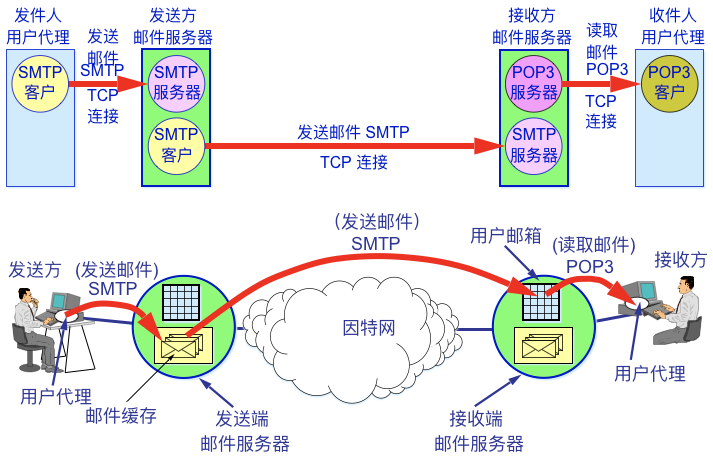 发件人
用户代理
发送
邮件
SMTP
TCP
连接
SMTP
客户
发送方
邮件服务器
SMTP
服务器
SMTP
客户
发送邮件 SMTP
TCP 连接
接收方
邮件服务器
POP3
服务器
SMTP
服务器
读取
邮件
POP3
TCP
连接
收件人
用户代理
POP3
客户
(发送邮件)
SMTP
用户邮箱
(读取邮件)
POP3
接收方
发送方
(发送邮件)
SMTP
因特网
用户代理
邮件缓存
发送端
邮件服务器
接收端
邮件服务器
用户代理